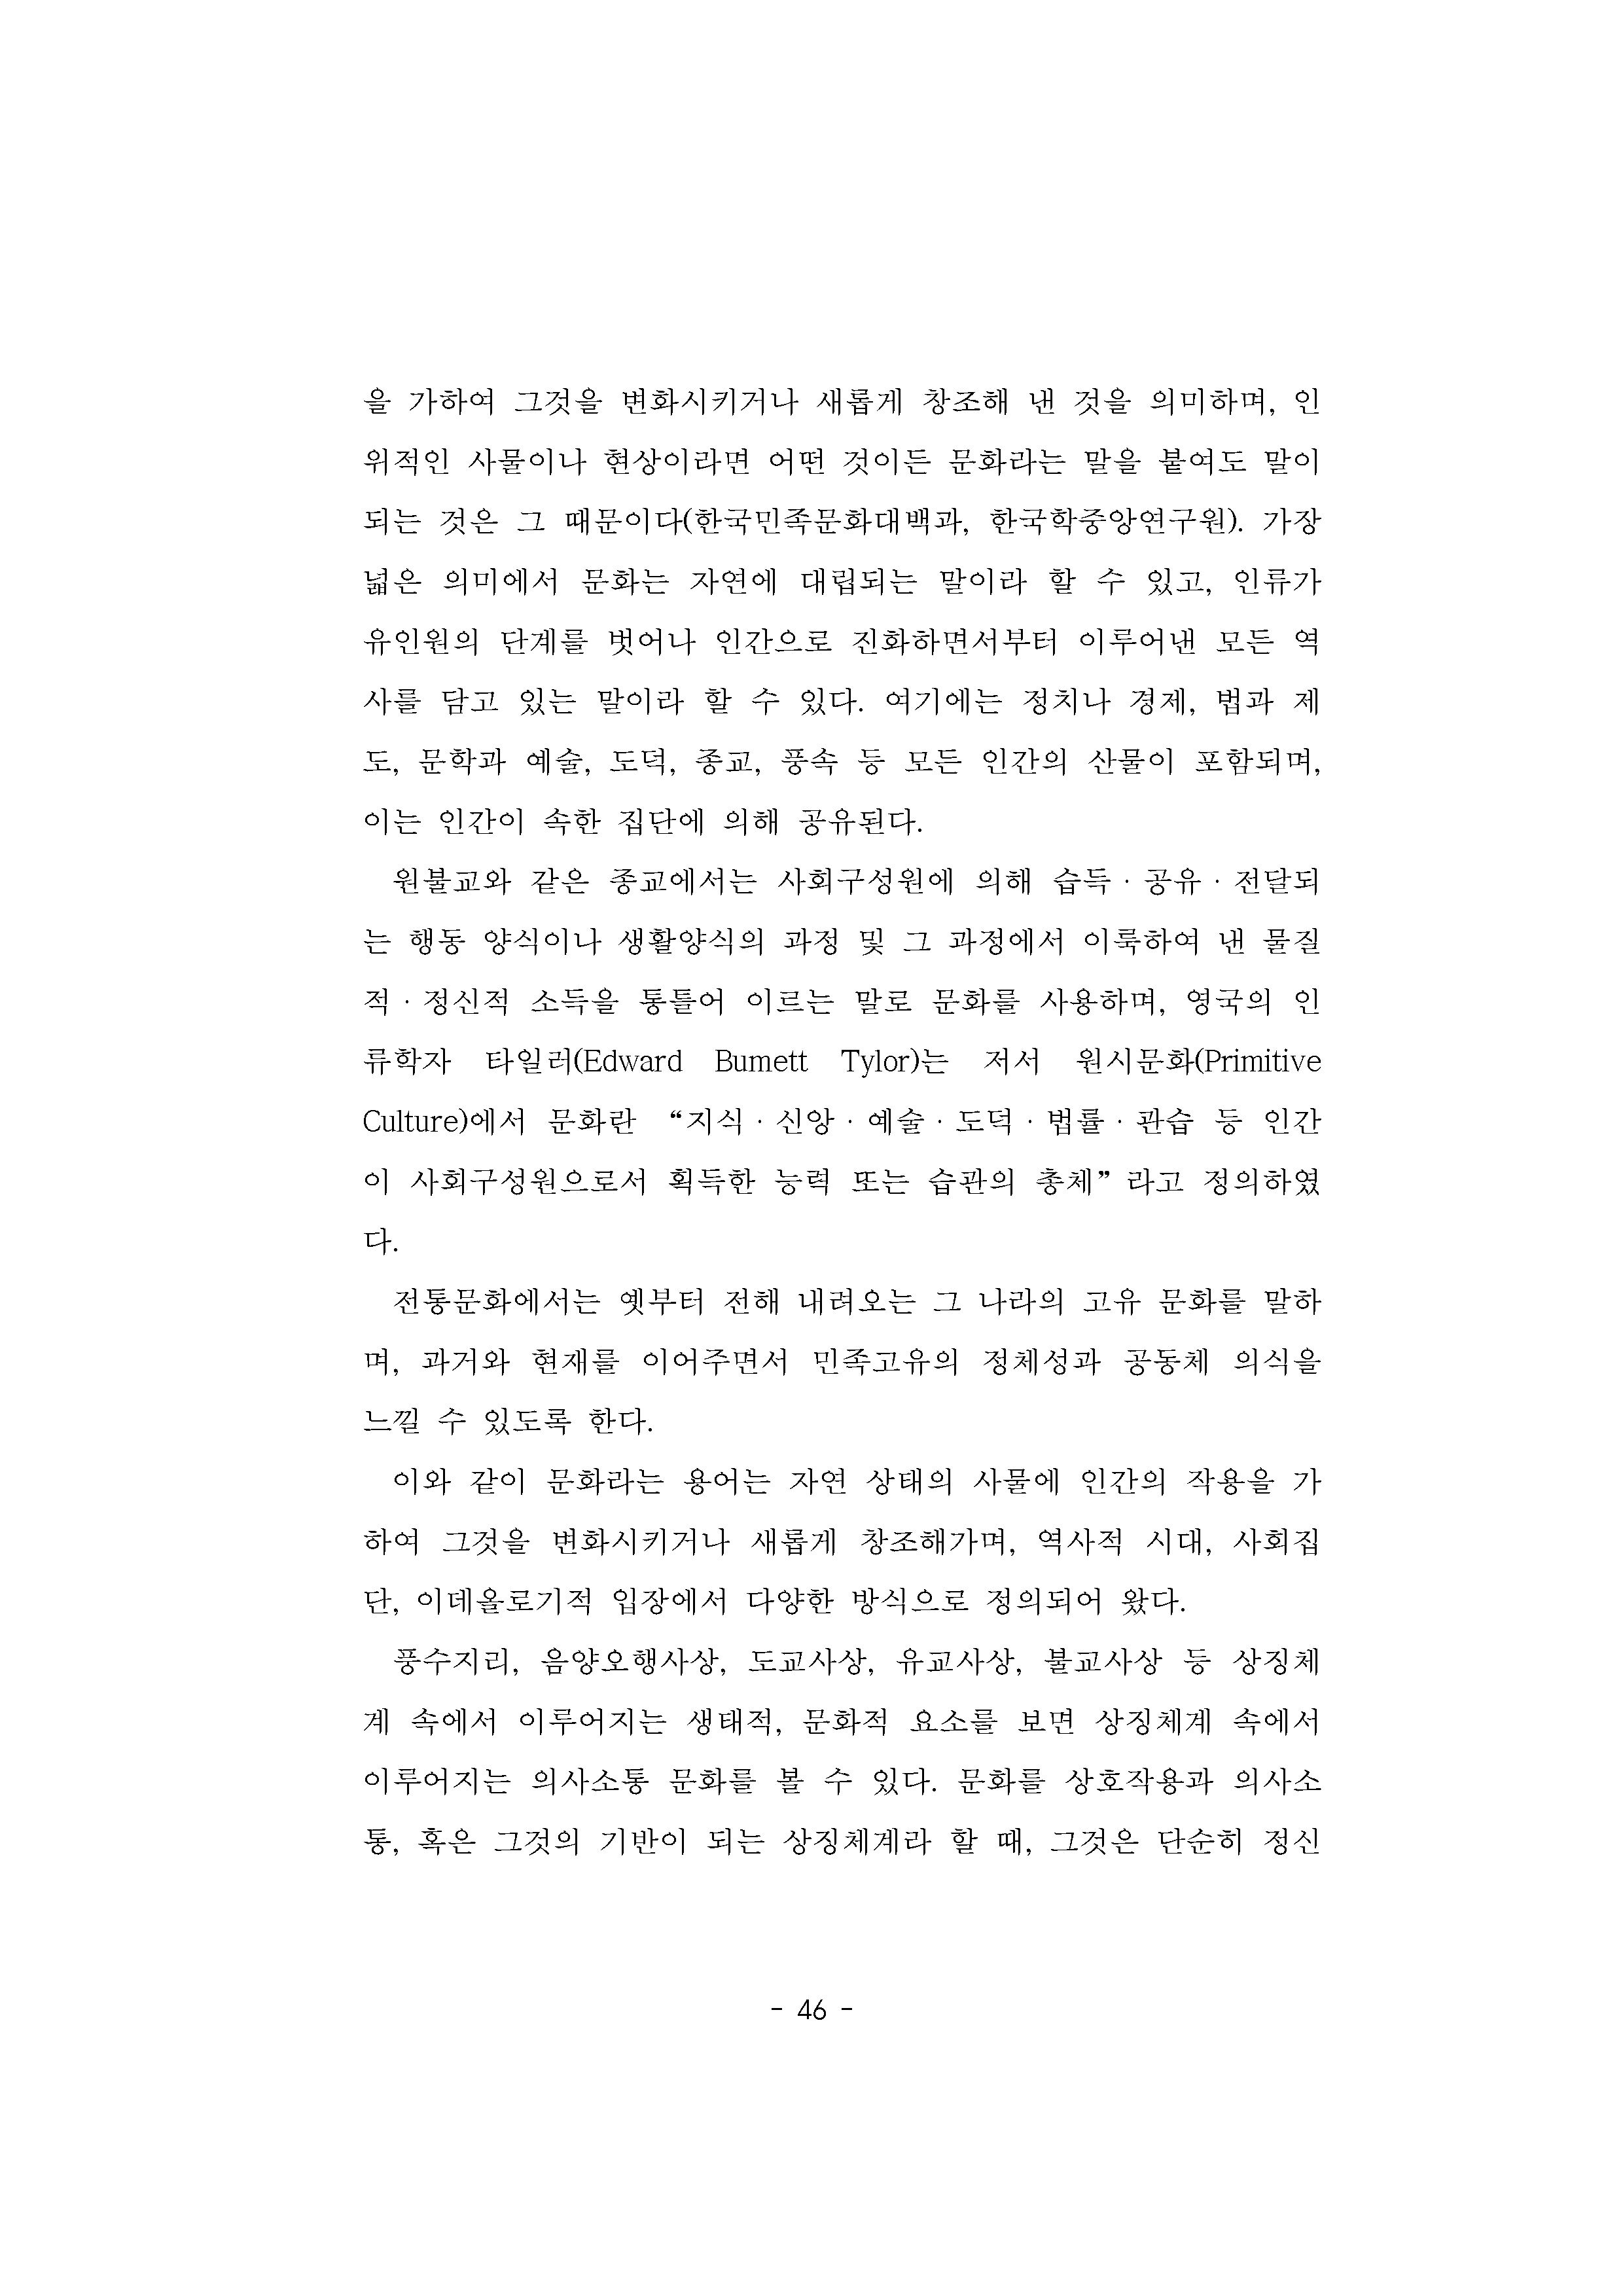 을 가하여 그것을 변화시키거나 새롭게 창조해 낸 것을 의미하며, 인
위적인 사물이나 현상이라면 어떤 것이든 문화라는 말을 붙여도 말이
되는 것은 그 때문이다(한국민족문화대백과, 한국학중앙연구원). 가장
넓은 의미에서 문화는 자연에 대립되는 말이라 할 수 있고, 인류가
유인원의 단계를 벗어나 인간으로 진화하면서부터 이루어낸 모든 역
사를 담고 있는 말이라 할 수 있다. 여기에는 정치나 경제, 법과 제
도, 문학과 예술, 도덕, 종교, 풍속 등 모든 인간의 산물이 포함되며,
이는 인간이 속한 집단에 의해 공유된다.
원불교와 같은 종교에서는 사회구성원에 의해 습득·공유·전달되
는 행동 양식이나 생활양식의 과정 및 그 과정에서 이룩하여 낸 물질
적·정신적 소득을 통틀어 이르는 말로 문화를 사용하며, 영국의 인
류학자 타일러(Edward Bumett Tylor)는 저서 원시문화(Primitive
Culture)에서 문화란 “지식·신앙·예술·도덕·법률·관습 등 인간
이 사회구성원으로서 획득한 능력 또는 습관의 총체”라고 정의하였
다.
전통문화에서는 옛부터 전해 내려오는 그 나라의 고유 문화를 말하
며, 과거와 현재를 이어주면서 민족고유의 정체성과 공동체 의식을
느낄 수 있도록 한다.
이와 같이 문화라는 용어는 자연 상태의 사물에 인간의 작용을 가
하여 그것을 변화시키거나 새롭게 창조해가며, 역사적 시대, 사회집
단, 이데올로기적 입장에서 다양한 방식으로 정의되어 왔다.
풍수지리, 음양오행사상, 도교사상, 유교사상, 불교사상 등 상징체
계 속에서 이루어지는 생태적, 문화적 요소를 보면 상징체계 속에서
이루어지는 의사소통 문화를 볼 수 있다. 문화를 상호작용과 의사소
통, 혹은 그것의 기반이 되는 상징체계라 할 때, 그것은 단순히 정신
- 46 -